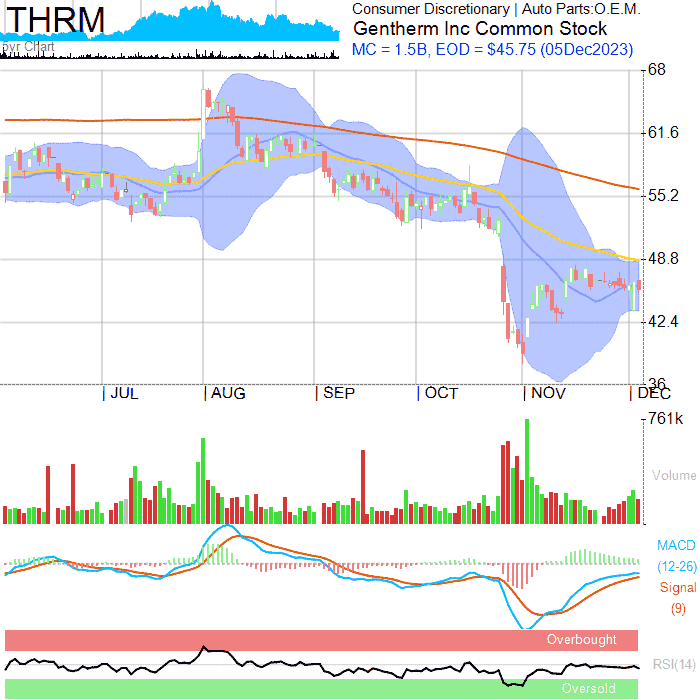 THRM
Consumer Discretionary | Auto Parts:O.E.M.
Gentherm Inc Common Stock
MC = 1.5B, EOD = $45.75 (05Dec2023)
5yr Chart
68
61.6
55.2
48.8
42.4
36
JUL AUG SEP OCT NOV DEC
761k
Volume
MACD
(12-26)
Signal
(9)
Overbought
RSI(14)
Oversold